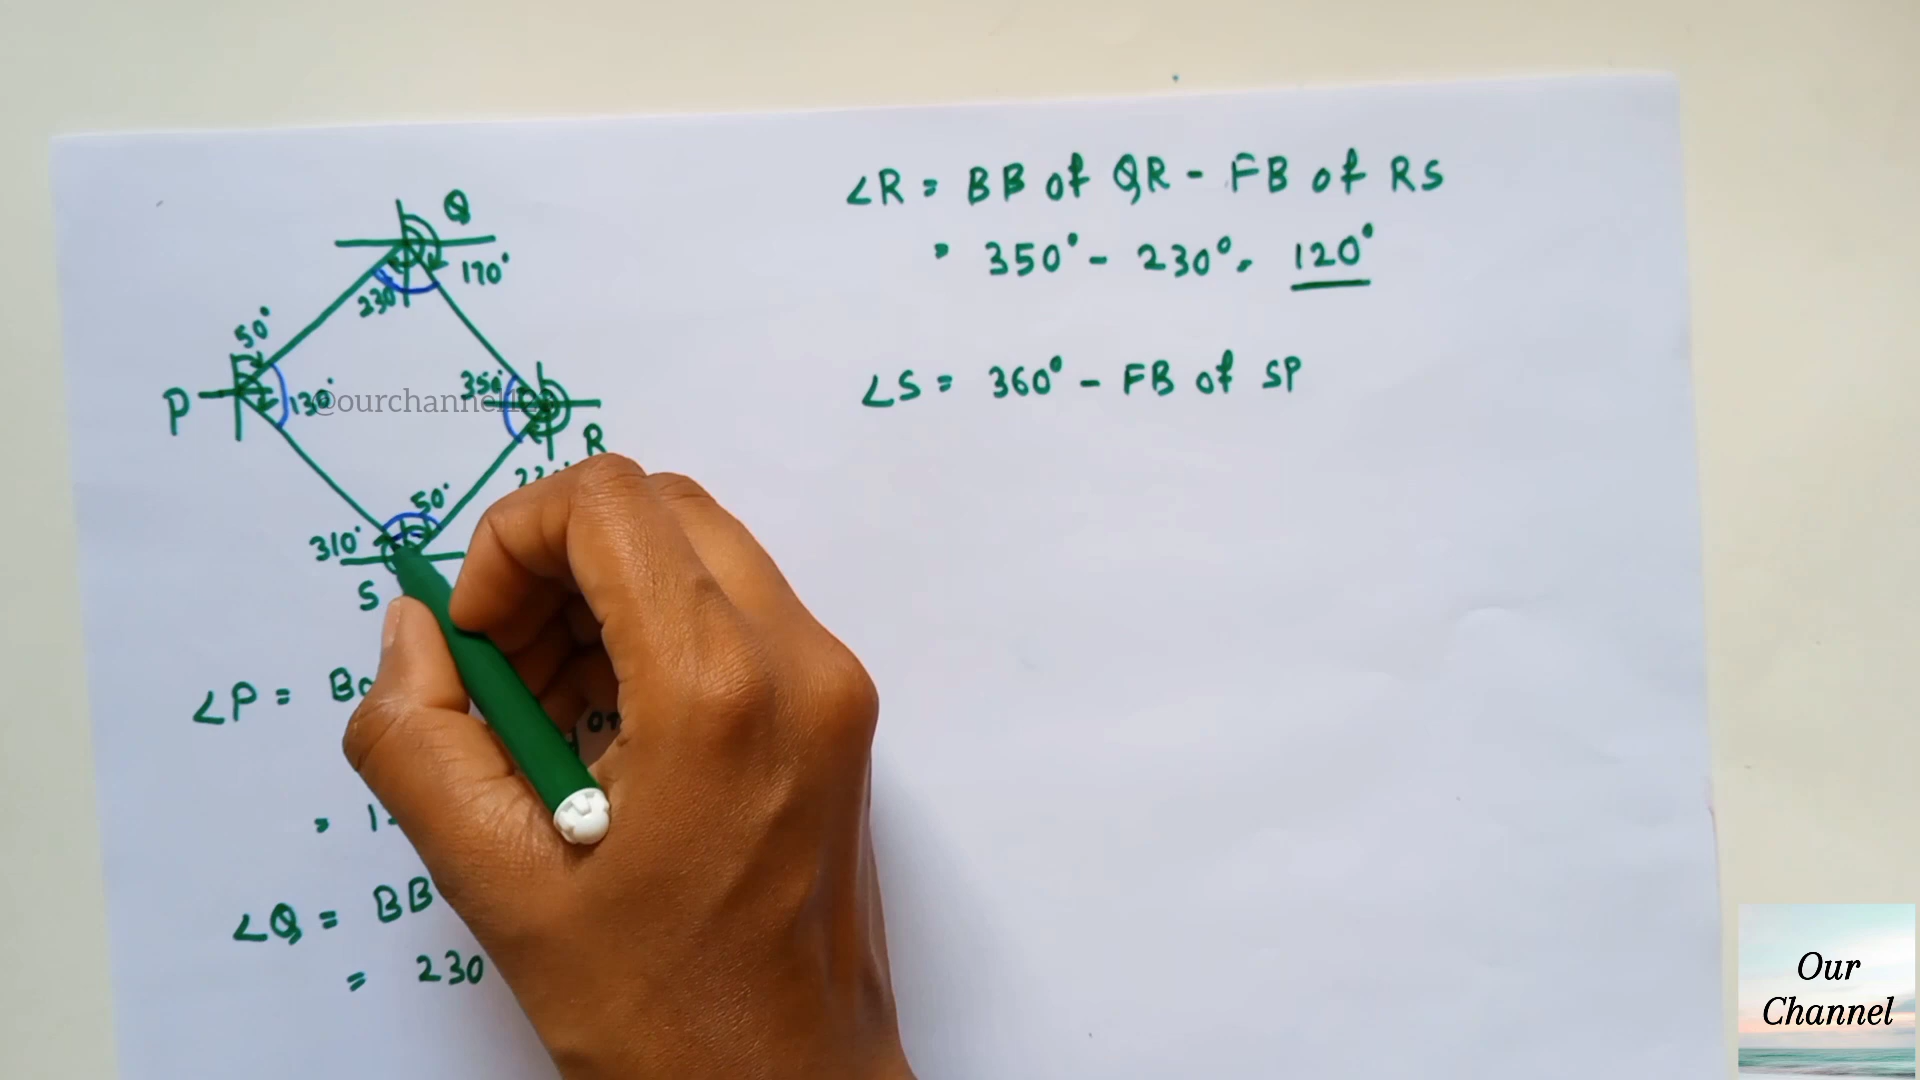 Q
170°
230
50°
P
130°
350°
@ourchannel12
R
50°
310°
S
∠P =
=
∠Q = BB
= 230
∠R = BB of QR - FB of RS
= 350° - 230° = 120°
∠S = 360° - FB of SP
Our
Channel